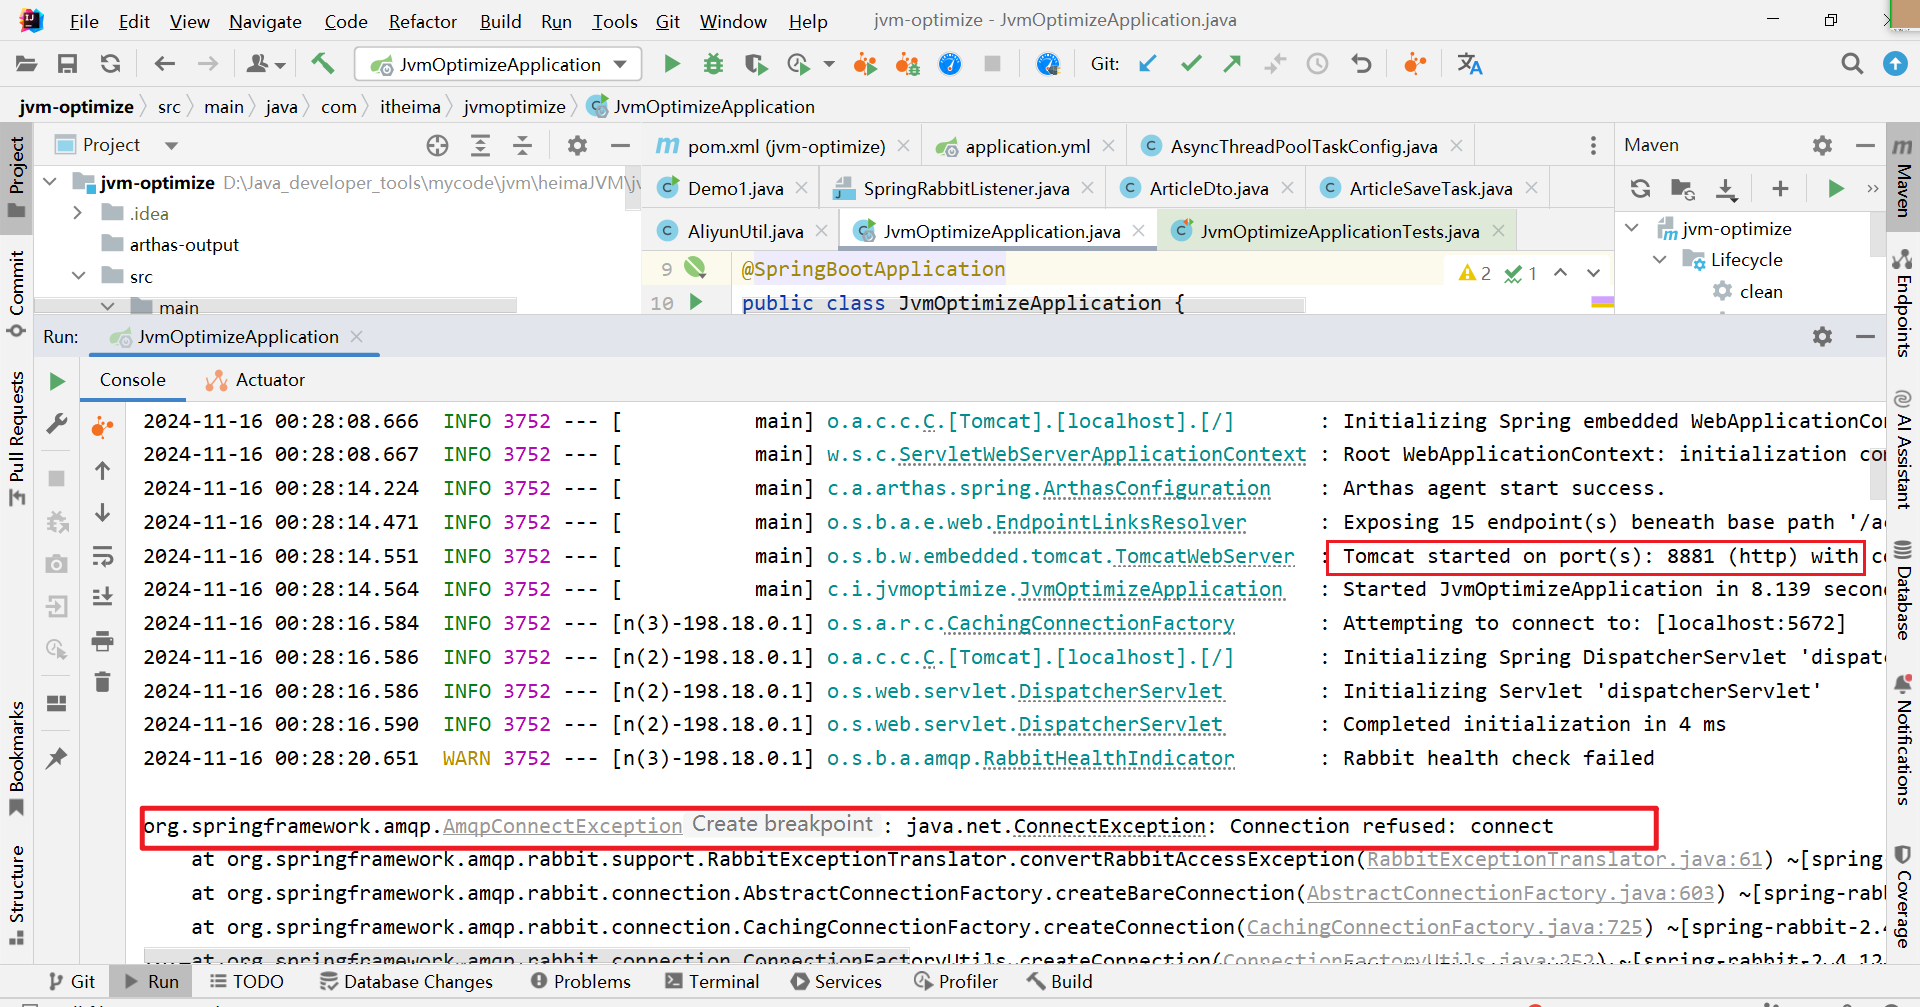 File Edit View Navigate Code Refactor Build Run Tools Git Window Help jvm-optimize - JvmOptimizeApplication.java
JvmOptimizeApplication Git:
jvm-optimize src main java com itheima jvmoptimize JvmOptimizeApplication
Project
jvm-optimize D:\Java_developer_tools\mycode\jvm\heimaJVM\jv
.idea
arthas-output
src
main
pom.xml (jvm-optimize) application.yml AsyncThreadPoolTaskConfig.java
Demo1.java SpringRabbitListener.java ArticleDto.java ArticleSaveTask.java
AliyunUtil.java JvmOptimizeApplication.java JvmOptimizeApplicationTests.java
9 @SpringBootApplication 2 1
10 public class JvmOptimizeApplication {
Maven
jvm-optimize
Lifecycle
clean
Project
Commit
Pull Requests
Bookmarks
Structure
Maven
Endpoints
AI Assistant
Database
Notifications
Coverage
Run: JvmOptimizeApplication
Console Actuator
2024-11-16 00:28:08.666 INFO 3752 --- [ main] o.a.c.c.C.[Tomcat].[localhost].[/] : Initializing Spring embedded WebApplicationCon
2024-11-16 00:28:08.667 INFO 3752 --- [ main] w.s.c.ServletWebServerApplicationContext : Root WebApplicationContext: initialization com
2024-11-16 00:28:14.224 INFO 3752 --- [ main] c.a.arthas.spring.ArthasConfiguration : Arthas agent start success.
2024-11-16 00:28:14.471 INFO 3752 --- [ main] o.s.b.a.e.web.EndpointLinksResolver : Exposing 15 endpoint(s) beneath base path '/ac
2024-11-16 00:28:14.551 INFO 3752 --- [ main] o.s.b.w.embedded.tomcat.TomcatWebServer : Tomcat started on port(s): 8881 (http) with co
2024-11-16 00:28:14.564 INFO 3752 --- [ main] c.i.jvmoptimize.JvmOptimizeApplication : Started JvmOptimizeApplication in 8.139 second
2024-11-16 00:28:16.584 INFO 3752 --- [n(3)-198.18.0.1] o.s.a.r.c.CachingConnectionFactory : Attempting to connect to: [localhost:5672]
2024-11-16 00:28:16.586 INFO 3752 --- [n(2)-198.18.0.1] o.a.c.c.C.[Tomcat].[localhost].[/] : Initializing Spring DispatcherServlet 'dispatc
2024-11-16 00:28:16.586 INFO 3752 --- [n(2)-198.18.0.1] o.s.web.servlet.DispatcherServlet : Initializing Servlet 'dispatcherServlet'
2024-11-16 00:28:16.590 INFO 3752 --- [n(2)-198.18.0.1] o.s.web.servlet.DispatcherServlet : Completed initialization in 4 ms
2024-11-16 00:28:20.651 WARN 3752 --- [n(3)-198.18.0.1] o.s.b.a.amqp.RabbitHealthIndicator : Rabbit health check failed
org.springframework.amqp.AmqpConnectException Create breakpoint : java.net.ConnectException: Connection refused: connect
at org.springframework.amqp.rabbit.support.RabbitExceptionTranslator.convertRabbitAccessException(RabbitExceptionTranslator.java:61) ~[spring-
at org.springframework.amqp.rabbit.connection.AbstractConnectionFactory.createBareConnection(AbstractConnectionFactory.java:603) ~[spring-rabb
at org.springframework.amqp.rabbit.connection.CachingConnectionFactory.createConnection(CachingConnectionFactory.java:725) ~[spring-rabbit-2.4
at org.springframework.amqp.rabbit.connection.ConnectionFactoryUtils.createConnection(ConnectionFactoryUtils.java:252) ~[spring-rabbit-2.4.12
Git Run TODO Database Changes Problems Terminal Services Profiler Build